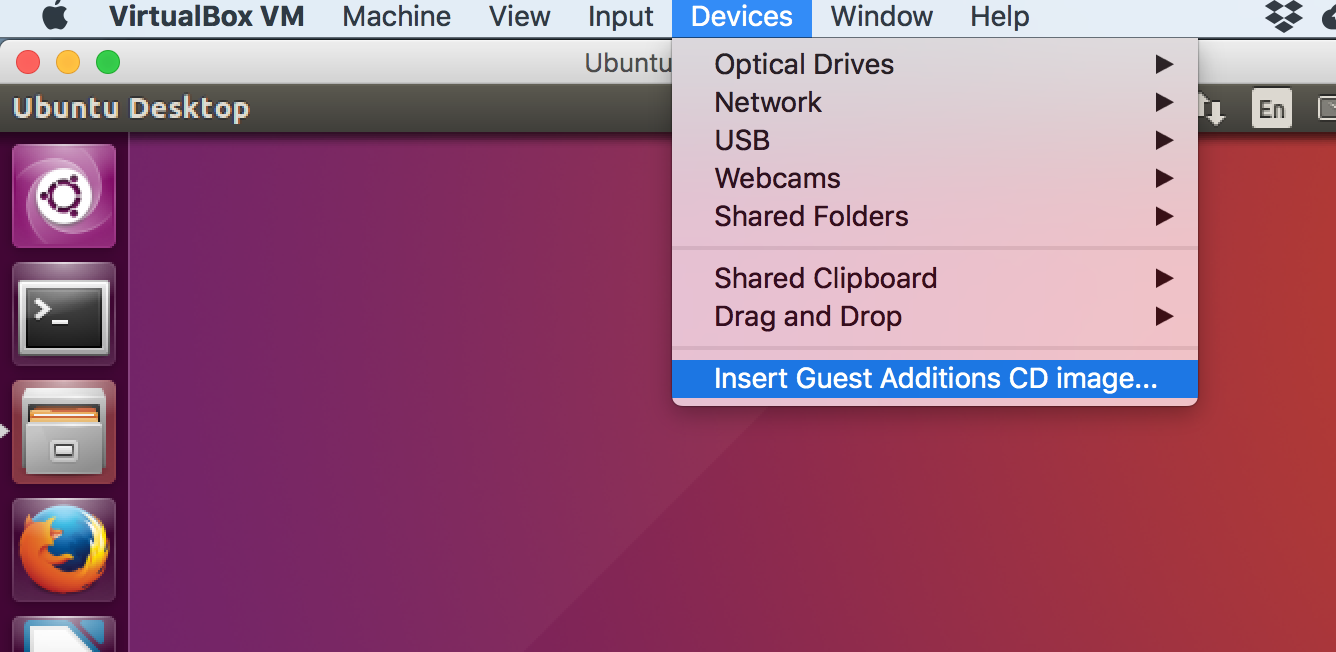 VirtualBox VM Machine View Input Devices Window Help
Ubuntu
Ubuntu Desktop
En
Optical Drives
Network
USB
Webcams
Shared Folders
Shared Clipboard
Drag and Drop
Insert Guest Additions CD image...